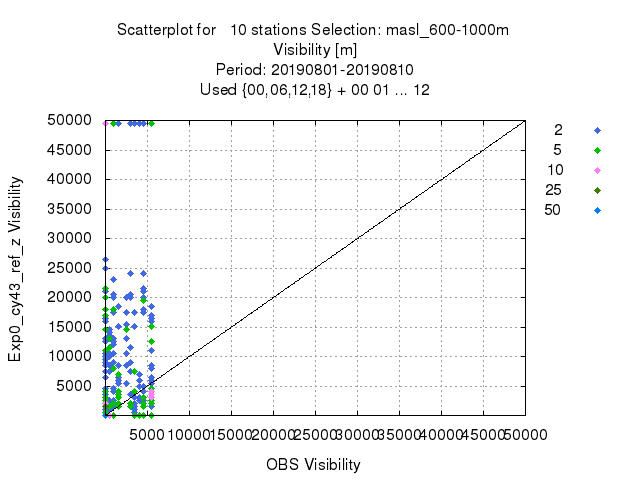 Scatterplot for 10 stations Selection: masl_600-1000m
Visibility [m]
Period: 20190801-20190810
Used {00,06,12,18} + 00 01 ... 12
50000
45000
40000
35000
30000
25000
20000
15000
10000
5000
Exp0_cy43_ref_z Visibility
2
5
10
25
50
5000 10000 15000 20000 25000 30000 35000 40000 45000 50000
OBS Visibility